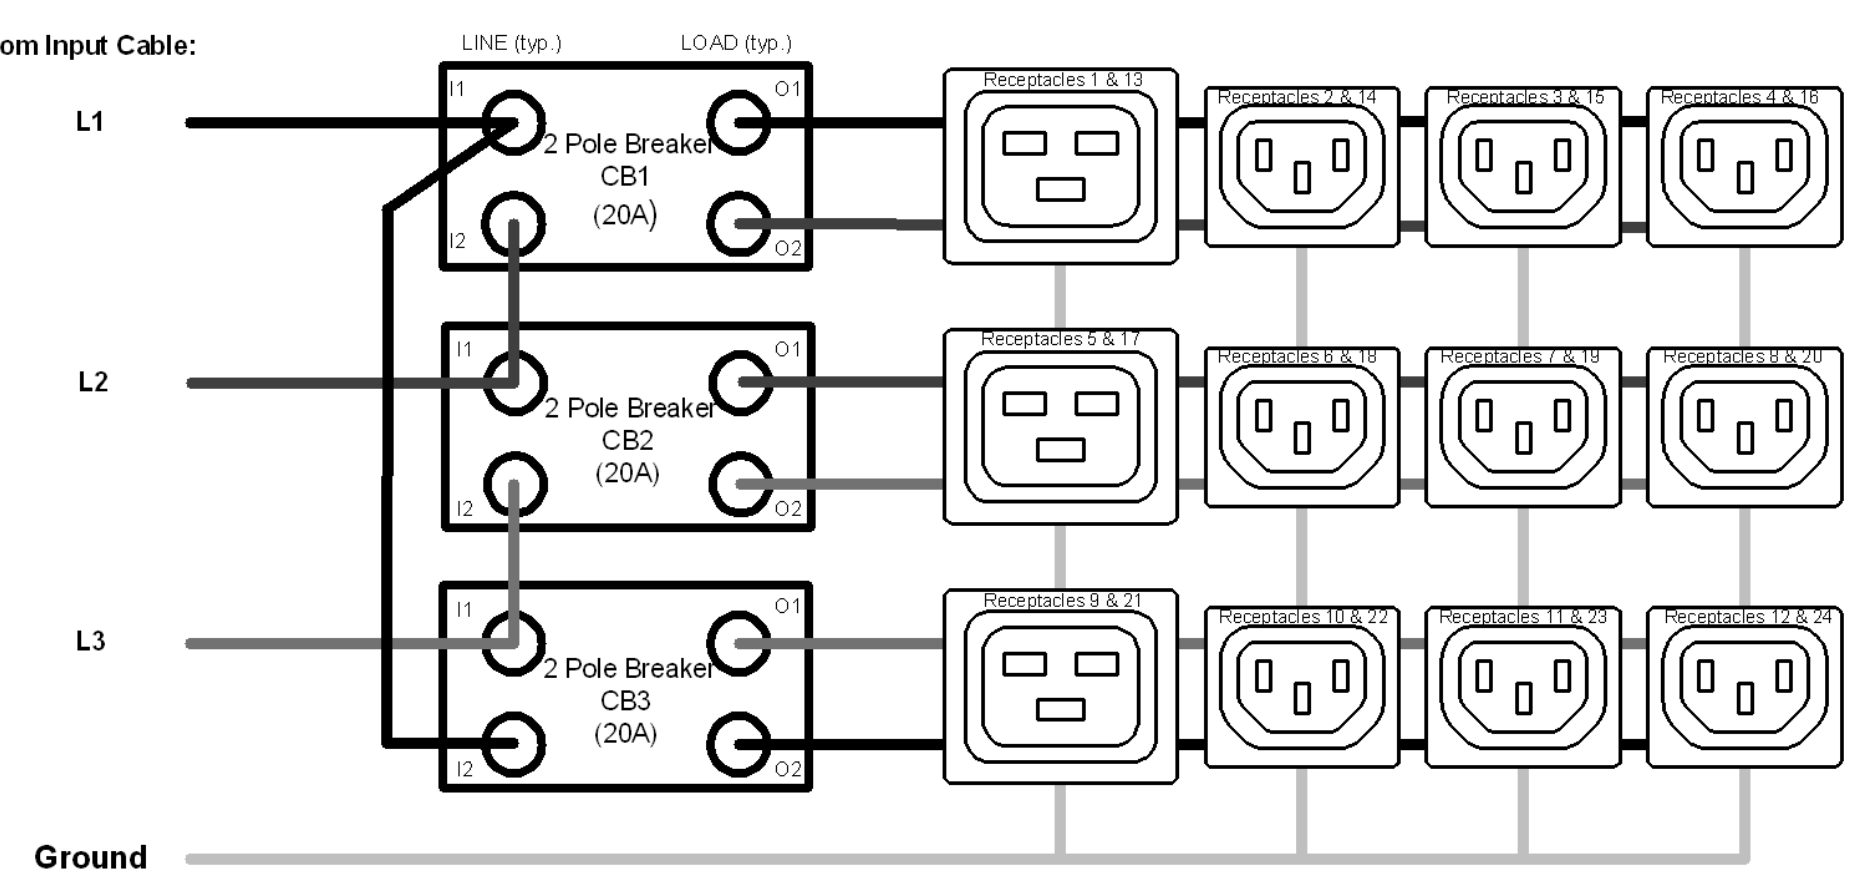 om Input Cable:
LINE (typ.)
LOAD (typ.)
L1
I1
O1
2 Pole Breaker
CB1
(20A)
I2
O2
Receptacles 1 & 13
Receptacles 2 & 14
Receptacles 3 & 15
Receptacles 4 & 16
L2
I1
O1
2 Pole Breaker
CB2
(20A)
I2
O2
Receptacles 5 & 17
Receptacles 6 & 18
Receptacles 7 & 19
Receptacles 8 & 20
L3
I1
O1
2 Pole Breaker
CB3
(20A)
I2
O2
Receptacles 9 & 21
Receptacles 10 & 22
Receptacles 11 & 23
Receptacles 12 & 24
Ground